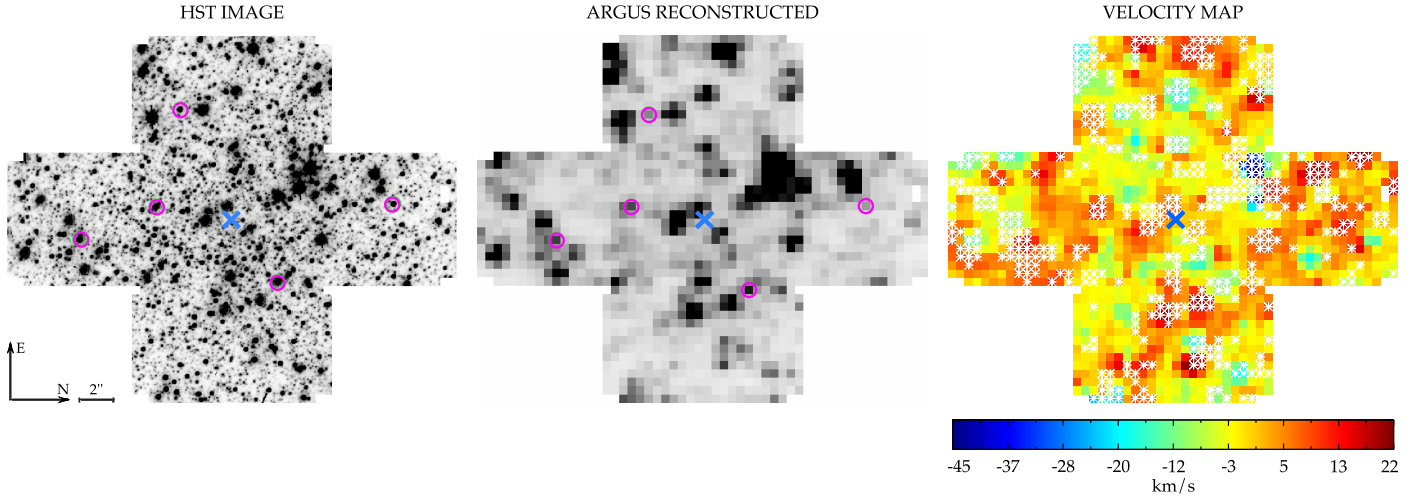 HST IMAGE
ARGUS RECONSTRUCTED
VELOCITY MAP
E
N
2"
-45 -37 -28 -20 -12 -3 5 13 22
km/s